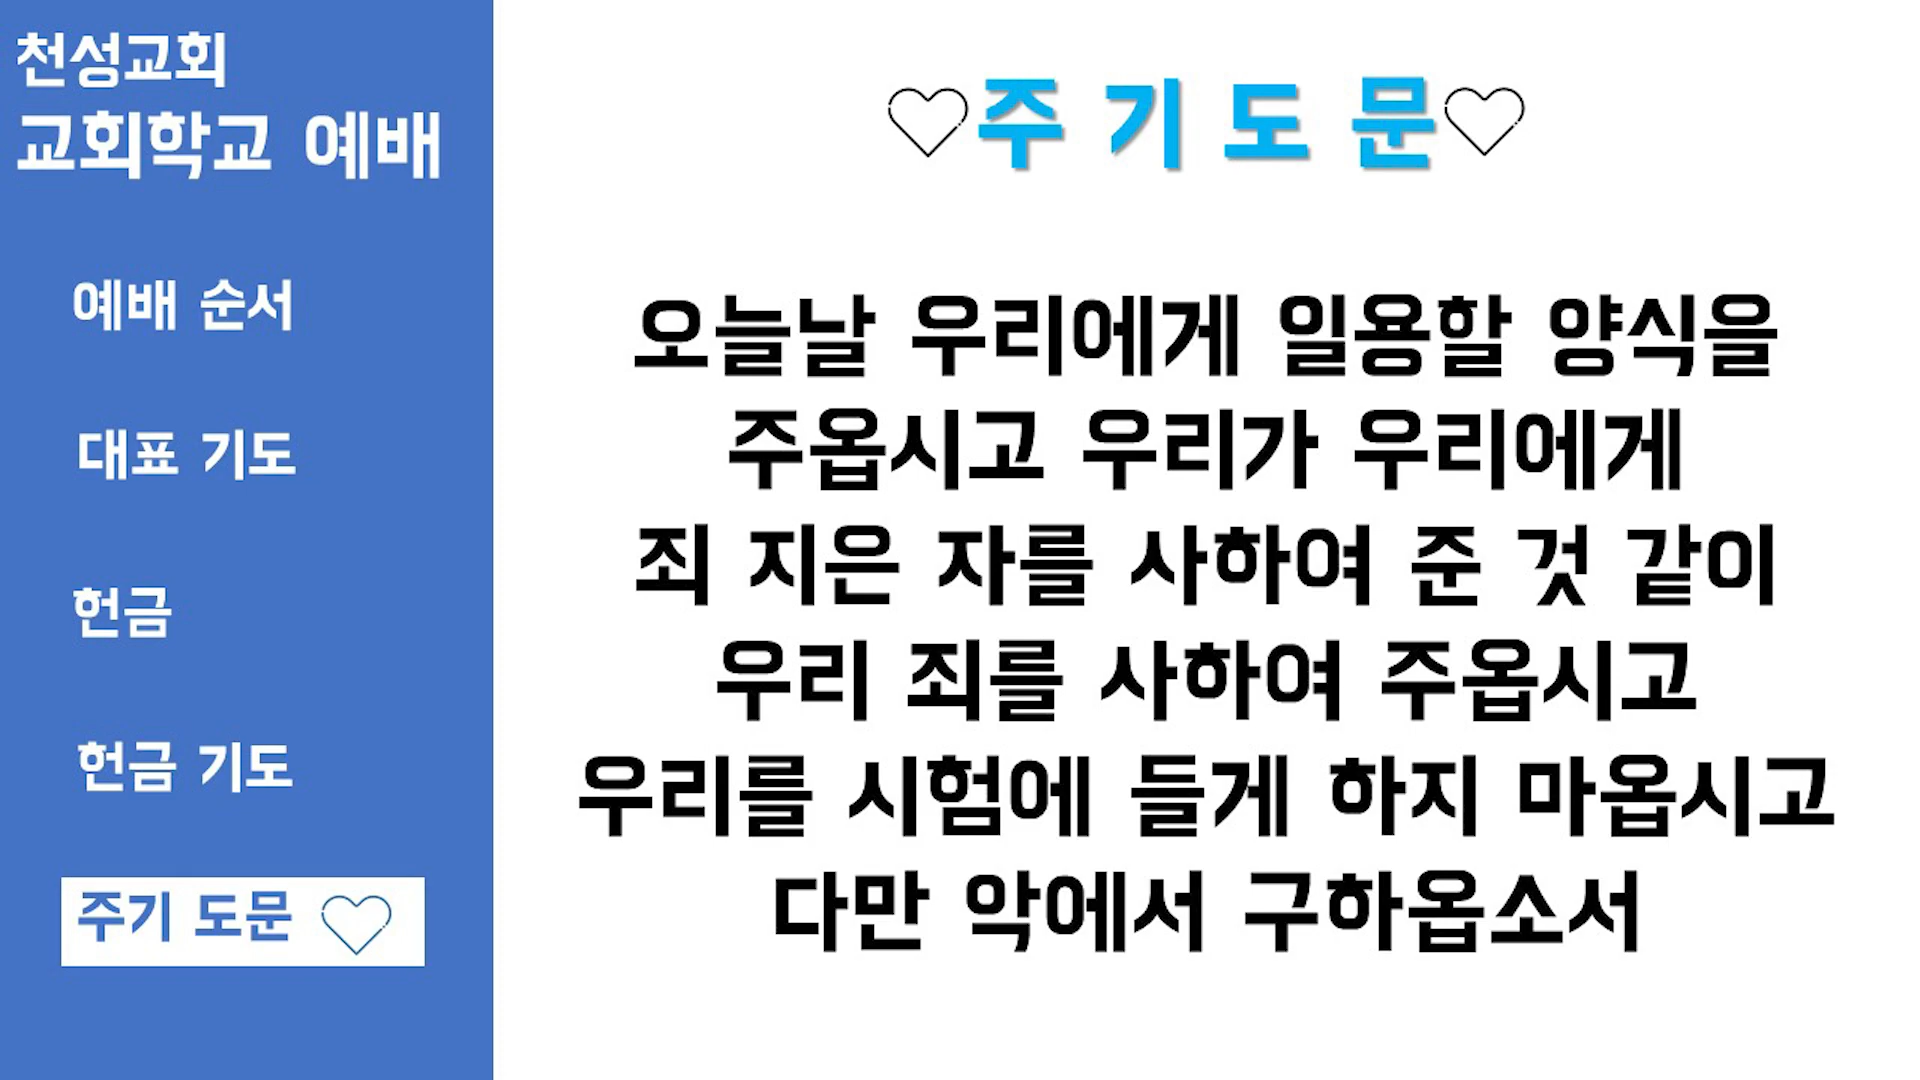 천성교회
교회학교 예배
예배 순서
대표 기도
헌금
헌금 기도
주기 도문
주 기 도 문
오늘날 우리에게 일용할 양식을
주옵시고 우리가 우리에게
죄 지은 자를 사하여 준 것 같이
우리 죄를 사하여 주옵시고
우리를 시험에 들게 하지 마옵시고
다만 악에서 구하옵소서